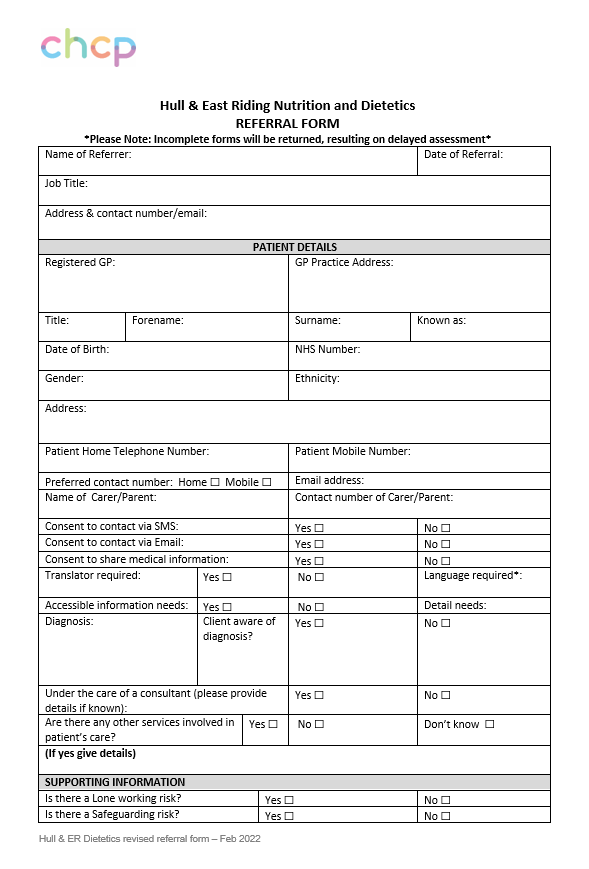 chcp
Hull & East Riding Nutrition and Dietetics
REFERRAL FORM
*Please Note: Incomplete forms will be returned, resulting on delayed assessment*
Name of Referrer: Date of Referral:
Job Title:
Address & contact number/email:
PATIENT DETAILS
Registered GP: GP Practice Address:
Title: Forename: Surname: Known as:
Date of Birth: NHS Number:
Gender: Ethnicity:
Address:
Patient Home Telephone Number: Patient Mobile Number:
Preferred contact number: Home ☐ Mobile ☐ Email address:
Name of Carer/Parent: Contact number of Carer/Parent:
Consent to contact via SMS: Yes ☐ No ☐
Consent to contact via Email: Yes ☐ No ☐
Consent to share medical information: Yes ☐ No ☐
Translator required: Yes ☐ No ☐ Language required*:
Accessible information needs: Yes ☐ No ☐ Detail needs:
Diagnosis: Client aware of Yes ☐ No ☐
diagnosis?
Under the care of a consultant (please provide Yes ☐ No ☐
details if known):
Are there any other services involved in Yes ☐ No ☐ Don't know ☐
patient's care?
(If yes give details)
SUPPORTING INFORMATION
Is there a Lone working risk? Yes ☐ No ☐
Is there a Safeguarding risk? Yes ☐ No ☐
Hull & ER Dietetics revised referral form – Feb 2022